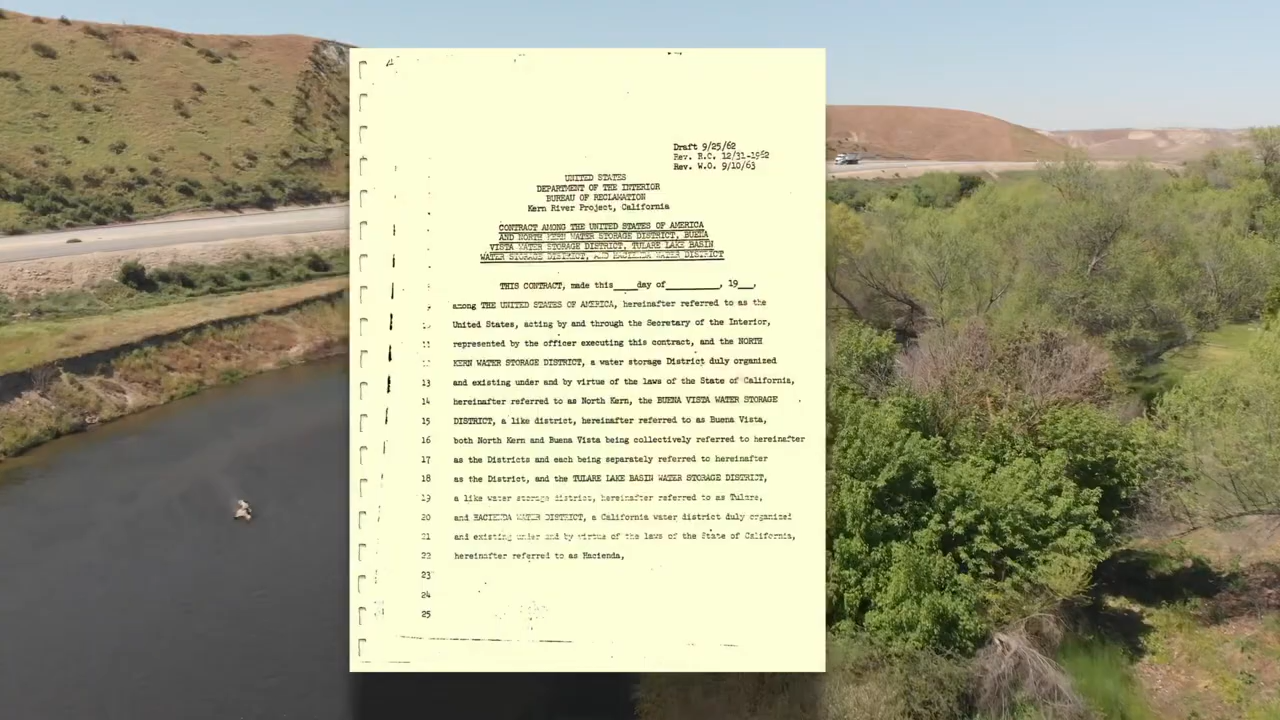 Draft 9/25/62
Rev. R.C. 12/31-1962
Rev. W.O. 9/10/63
UNITED STATES
DEPARTMENT OF THE INTERIOR
BUREAU OF RECLAMATION
Kern River Project, California
CONTRACT AMONG THE UNITED STATES OF AMERICA
AND NORTH KERN WATER STORAGE DISTRICT, BUENA
VISTA WATER STORAGE DISTRICT, TULARE LAKE BASIN
WATER STORAGE DISTRICT, AND HACIENDA WATER DISTRICT
THIS CONTRACT, made this____day of_________, 19___,
among THE UNITED STATES OF AMERICA, hereinafter referred to as the
United States, acting by and through the Secretary of the Interior,
11 represented by the officer executing this contract, and the NORTH
12 KERN WATER STORAGE DISTRICT, a water storage District duly organized
13 and existing under and by virtue of the laws of the State of California,
14 hereinafter referred to as North Kern, the BUENA VISTA WATER STORAGE
15 DISTRICT, a like district, hereinafter referred to as Buena Vista,
16 both North Kern and Buena Vista being collectively referred to hereinafter
17 as the Districts and each being separately referred to hereinafter
18 as the District, and the TULARE LAKE BASIN WATER STORAGE DISTRICT,
19 a like water storage district, hereinafter referred to as Tulare,
20 and HACIENDA WATER DISTRICT, a California water district duly organized
21 and existing under and by virtue of the laws of the State of California,
22 hereinafter referred to as Hacienda,
23
24
25